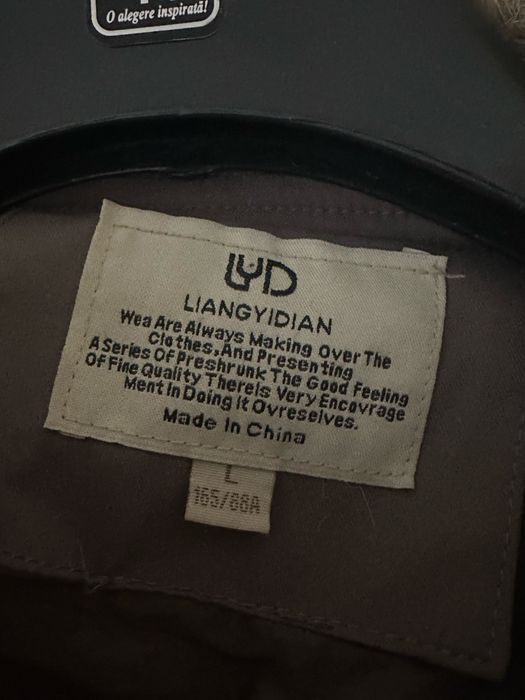 O alegere inspirată!
LYD
LIANGYIDIAN
Wea Are Always Making Over The
Clothes,And Presenting
A Series Of Preshrunk The Good Feeling
Of Fine Quality ThereIs Very Encovrage
Ment In Doing It Ovreselves.
Made In China
L
165/88A